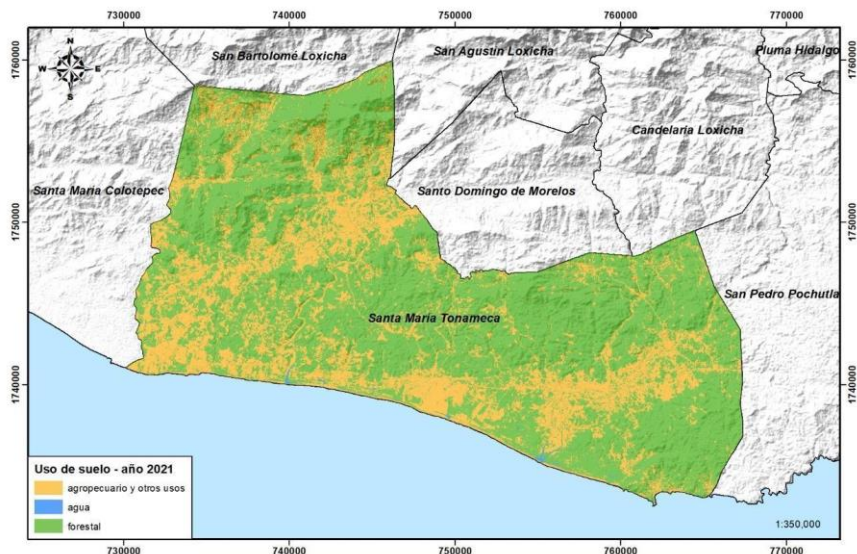 730000 740000 750000 760000 770000
1760000
1750000
1740000
N
W E
S
San Bartolomé Loxicha
San Agustín Loxicha
Pluma Hidalgo
Candelaria Loxicha
Santa María Colotepec
Santo Domingo de Morelos
San Pedro Pochutla
Santa María Tonameca
1760000
1750000
1740000
Uso de suelo - año 2021
agropecuario y otros usos
agua
forestal
1:350,000
730000 740000 750000 760000 770000